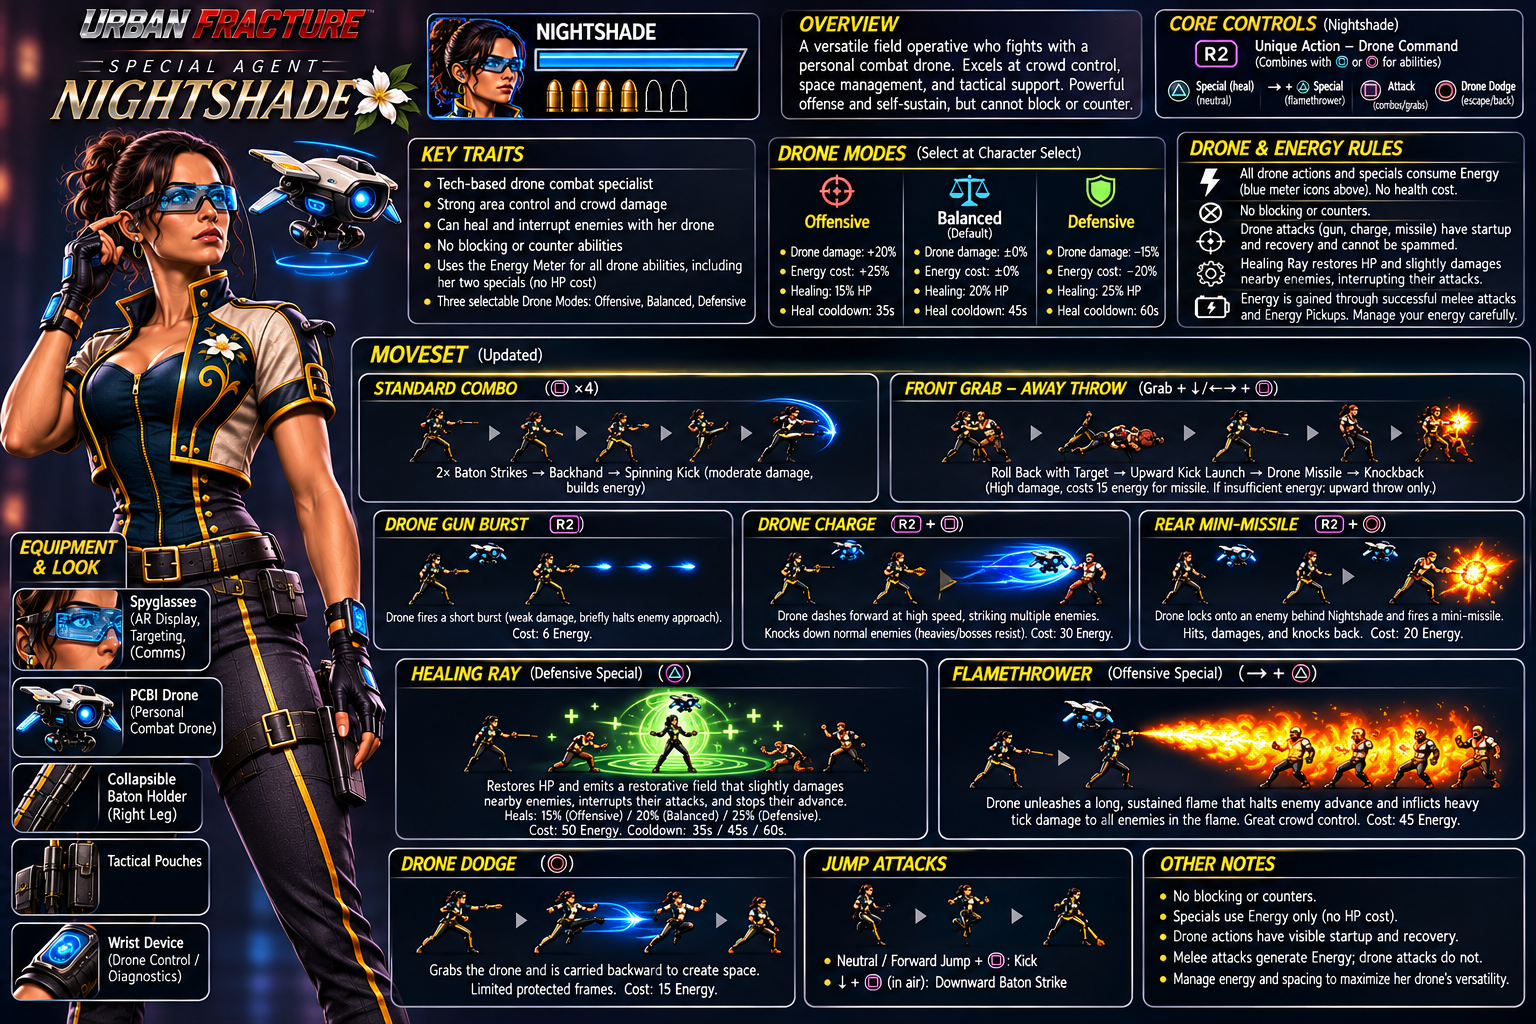 URBAN FRACTURE™
SPECIAL AGENT
NIGHTSHADE
NIGHTSHADE
OVERVIEW
A versatile field operative who fights with a
personal combat drone. Excels at crowd control,
space management, and tactical support. Powerful
offense and self-sustain, but cannot block or counter.
CORE CONTROLS (Nightshade)
R2 Unique Action – Drone Command
(Combines with □ or ○ for abilities)
△ Special (heal)
(neutral)
→ + △ Special
(flamethrower)
□ Attack
(combos/grabs)
○ Drone Dodge
(escape/back)
KEY TRAITS
• Tech-based drone combat specialist
• Strong area control and crowd damage
• Can heal and interrupt enemies with her drone
• No blocking or counter abilities
• Uses the Energy Meter for all drone abilities, including
her two specials (no HP cost)
• Three selectable Drone Modes: Offensive, Balanced, Defensive
DRONE MODES (Select at Character Select)
Offensive
• Drone damage: +20%
• Energy cost: +25%
• Healing: 15% HP
• Heal cooldown: 35s
Balanced
(Default)
• Drone damage: ±0%
• Energy cost: ±0%
• Healing: 20% HP
• Heal cooldown: 45s
Defensive
• Drone damage: –15%
• Energy cost: –20%
• Healing: 25% HP
• Heal cooldown: 60s
DRONE & ENERGY RULES
All drone actions and specials consume Energy
(blue meter icons above). No health cost.
No blocking or counters.
Drone attacks (gun, charge, missile) have startup
and recovery and cannot be spammed.
Healing Ray restores HP and slightly damages
nearby enemies, interrupting their attacks.
Energy is gained through successful melee attacks
and Energy Pickups. Manage your energy carefully.
MOVESET (Updated)
STANDARD COMBO (□ ×4)
2× Baton Strikes → Backhand → Spinning Kick (moderate damage,
builds energy)
FRONT GRAB – AWAY THROW (Grab + ↓/←→ + □)
Roll Back with Target → Upward Kick Launch → Drone Missile → Knockback
(High damage, costs 15 energy for missile. If insufficient energy: upward throw only.)
DRONE GUN BURST (R2)
Drone fires a short burst (weak damage, briefly halts enemy approach).
Cost: 6 Energy.
DRONE CHARGE (R2 + □)
Drone dashes forward at high speed, striking multiple enemies.
Knocks down normal enemies (heavies/bosses resist). Cost: 30 Energy.
REAR MINI-MISSILE (R2 + ○)
Drone locks onto an enemy behind Nightshade and fires a mini-missile.
Hits, damages, and knocks back. Cost: 20 Energy.
EQUIPMENT
& LOOK
Spyglasses
(AR Display,
Targeting,
(Comms)
PCBI Drone
(Personal
Combat Drone)
Collapsible
Baton Holder
(Right Leg)
Tactical Pouches
Wrist Device
(Drone Control /
Diagnostics)
HEALING RAY (Defensive Special) (△)
Restores HP and emits a restorative field that slightly damages
nearby enemies, interrupts their attacks, and stops their advance.
Heals: 15% (Offensive) / 20% (Balanced) / 25% (Defensive).
Cost: 50 Energy. Cooldown: 35s / 45s / 60s.
FLAMETHROWER (Offensive Special) (→ + △)
Drone unleashes a long, sustained flame that halts enemy advance and inflicts heavy
tick damage to all enemies in the flame. Great crowd control. Cost: 45 Energy.
DRONE DODGE (○)
Grabs the drone and is carried backward to create space.
Limited protected frames. Cost: 15 Energy.
JUMP ATTACKS
• Neutral / Forward Jump + □: Kick
• ↓ + □ (in air): Downward Baton Strike
OTHER NOTES
• No blocking or counters.
• Specials use Energy only (no HP cost).
• Drone actions have visible startup and recovery.
• Melee attacks generate Energy; drone attacks do not.
• Manage energy and spacing to maximize her drone's versatility.